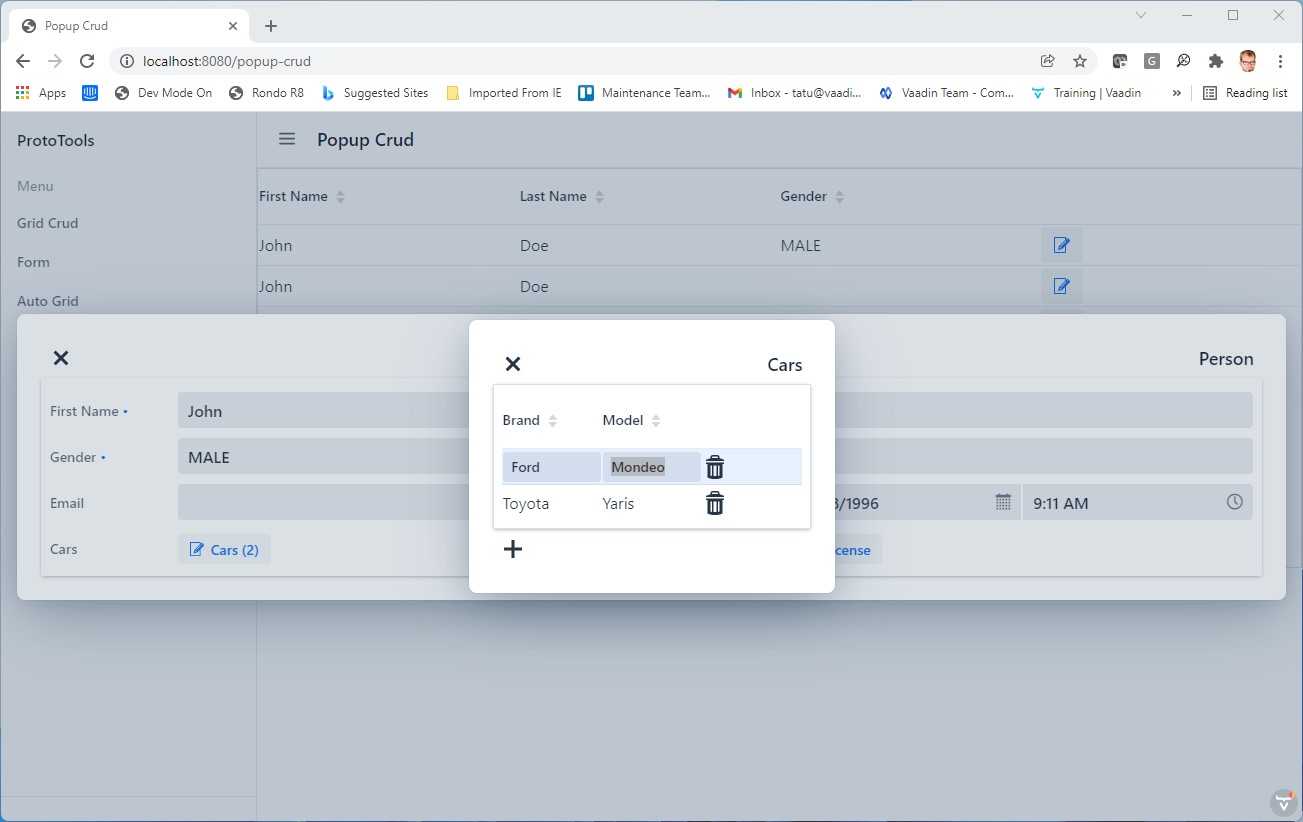 Popup Crud
localhost:8080/popup-crud
G
Apps Dev Mode On Rondo R8 Suggested Sites Imported From IE Maintenance Team... Inbox - tatu@vaadi... Vaadin Team - Com... Training | Vaadin » Reading list
ProtoTools
Popup Crud
Menu
First Name Last Name Gender
Grid Crud
John Doe MALE
Form
John Doe
Auto Grid
Person
Cars
First Name • John
Brand Model
Gender • MALE
Ford Mondeo
Email /1996 9:11 AM
Toyota Yaris
Cars Cars (2) cense